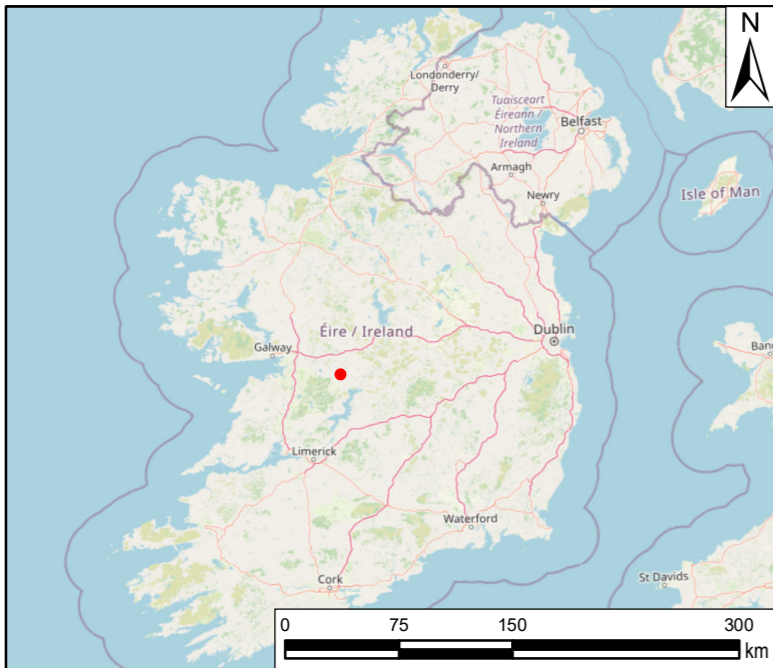 N
Londonderry/
Derry
Tuaisceart
Éireann /
Northern
Ireland
Belfast
Armagh
Newry
Isle of Man
Éire / Ireland
Dublin
Galway
Ban
Limerick
Waterford
Cork
St Davids
0 75 150 300
km